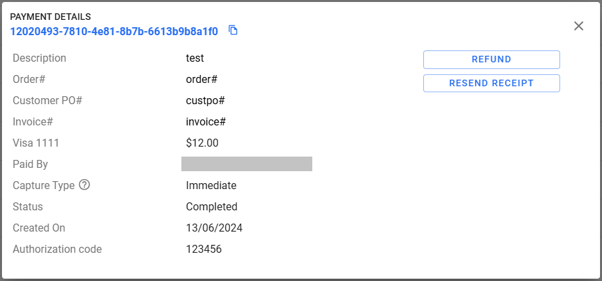 PAYMENT DETAILS
12020493-7810-4e81-8b7b-6613b9b8a1f0
Description test
REFUND
Order# order#
RESEND RECEIPT
Customer PO# custpo#
Invoice# invoice#
Visa 1111 $12.00
Paid By
Capture Type Immediate
Status Completed
Created On 13/06/2024
Authorization code 123456